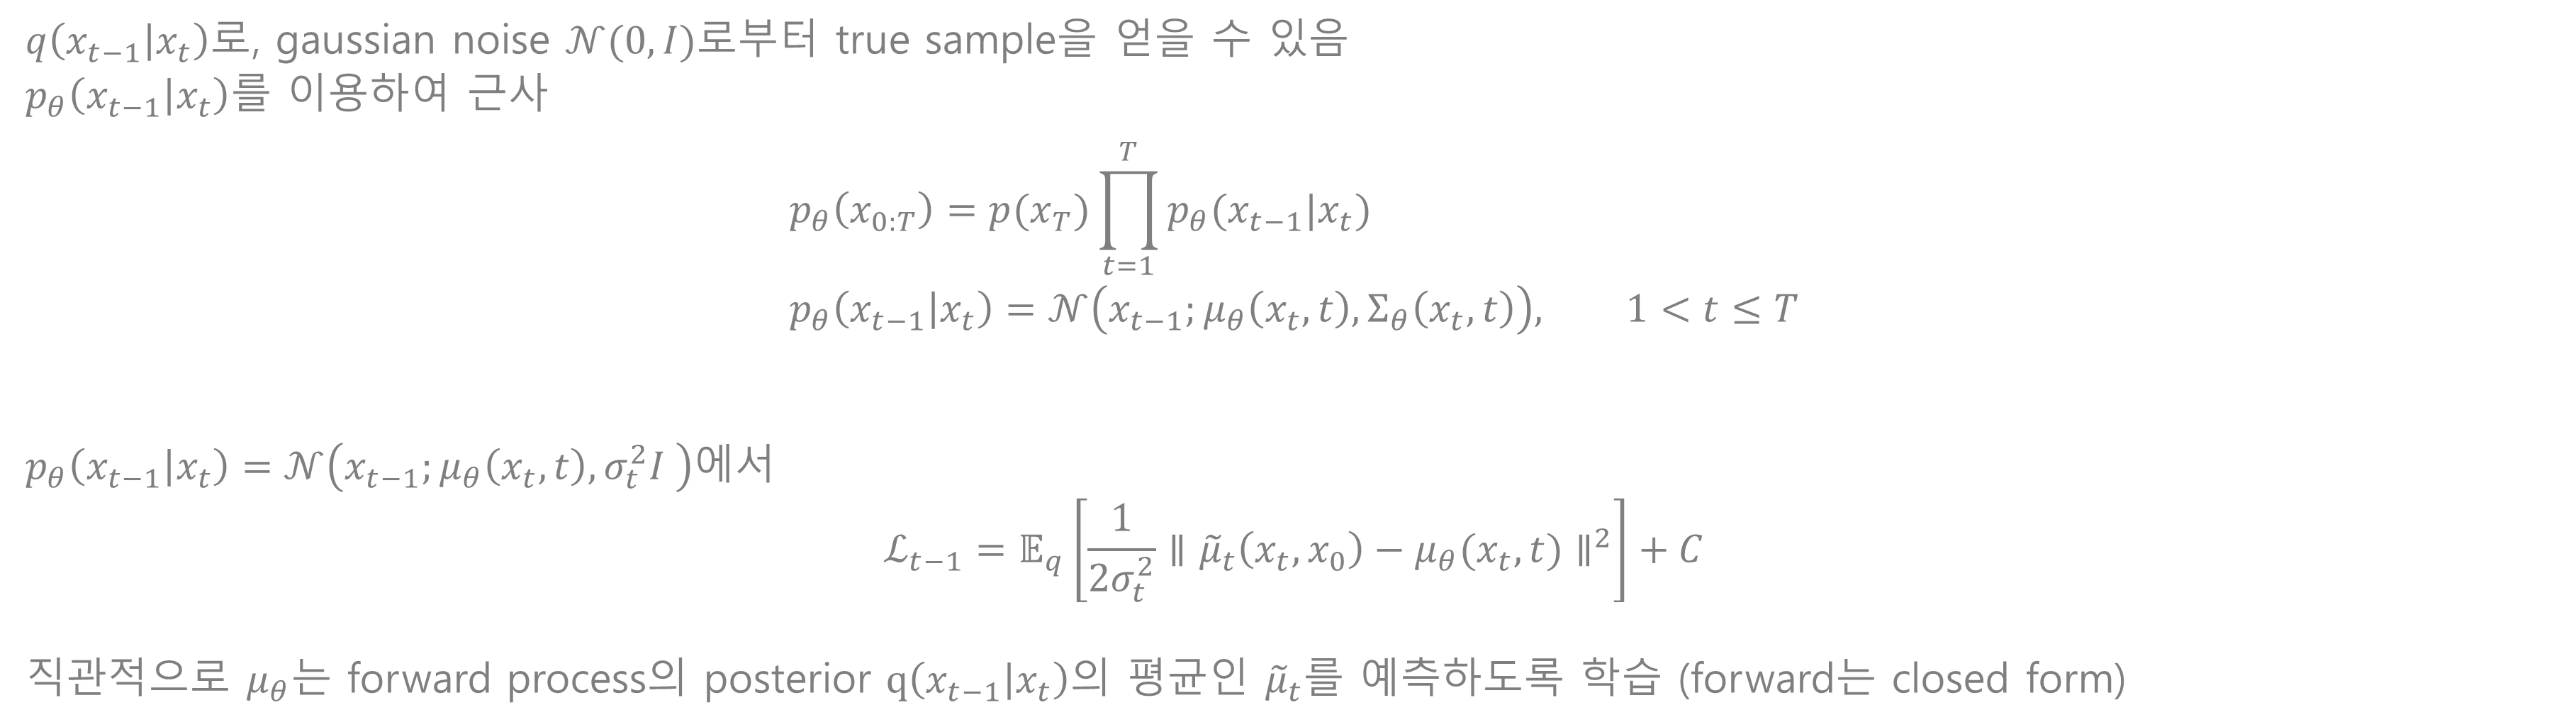 q(x_{t−1}|x_t)로, gaussian noise 𝒩(0, I)로부터 true sample을 얻을 수 있음
p_θ(x_{t−1}|x_t)를 이용하여 근사
p_θ(x_{0:T}) = p(x_T) ∏_{t=1}^{T} p_θ(x_{t−1}|x_t)
p_θ(x_{t−1}|x_t) = 𝒩(x_{t−1}; μ_θ(x_t, t), Σ_θ(x_t, t)), 1 < t ≤ T
p_θ(x_{t−1}|x_t) = 𝒩(x_{t−1}; μ_θ(x_t, t), σ_t^2 I)에서
ℒ_{t−1} = 𝔼_q [ \frac{1}{2σ_t^2} ∥ μ̃_t(x_t, x_0) − μ_θ(x_t, t) ∥^2 ] + C
직관적으로 μ_θ는 forward process의 posterior q(x_{t−1}|x_t)의 평균인 μ̃_t를 예측하도록 학습 (forward는 closed form)